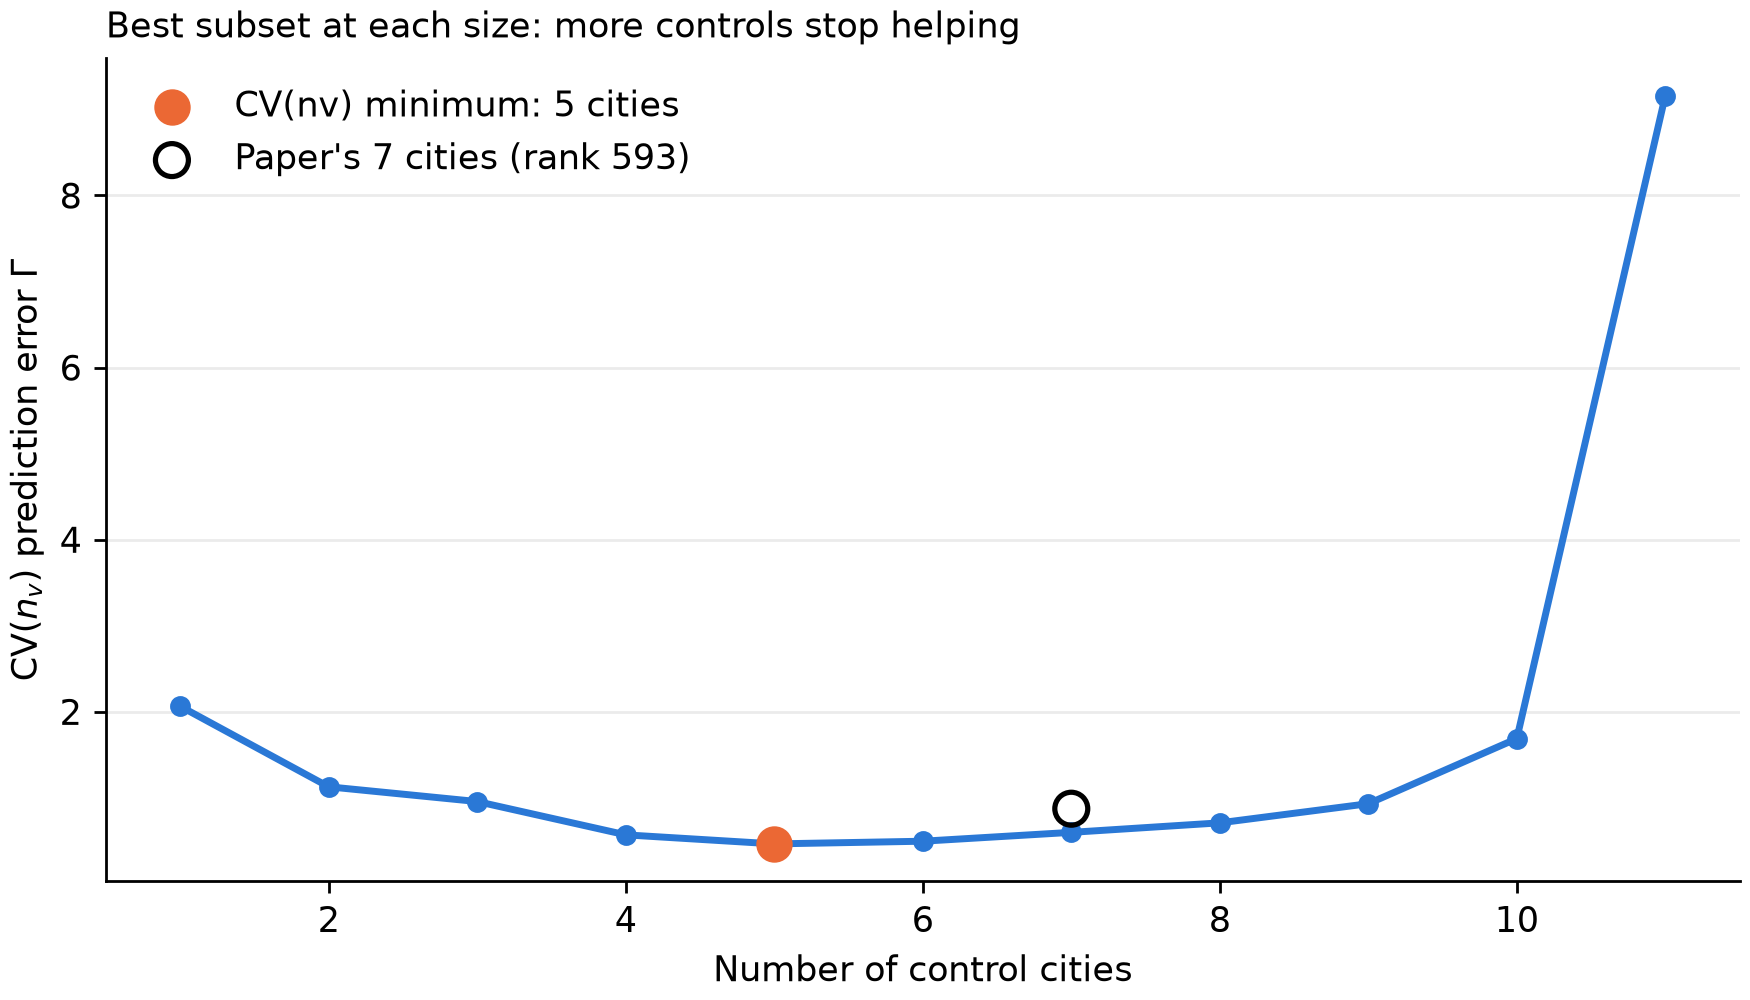 Best subset at each size: more controls stop helping
CV(nv) minimum: 5 cities
Paper's 7 cities (rank 593)
8
6
4
2
CV(nᵥ) prediction error Γ
2 4 6 8 10
Number of control cities